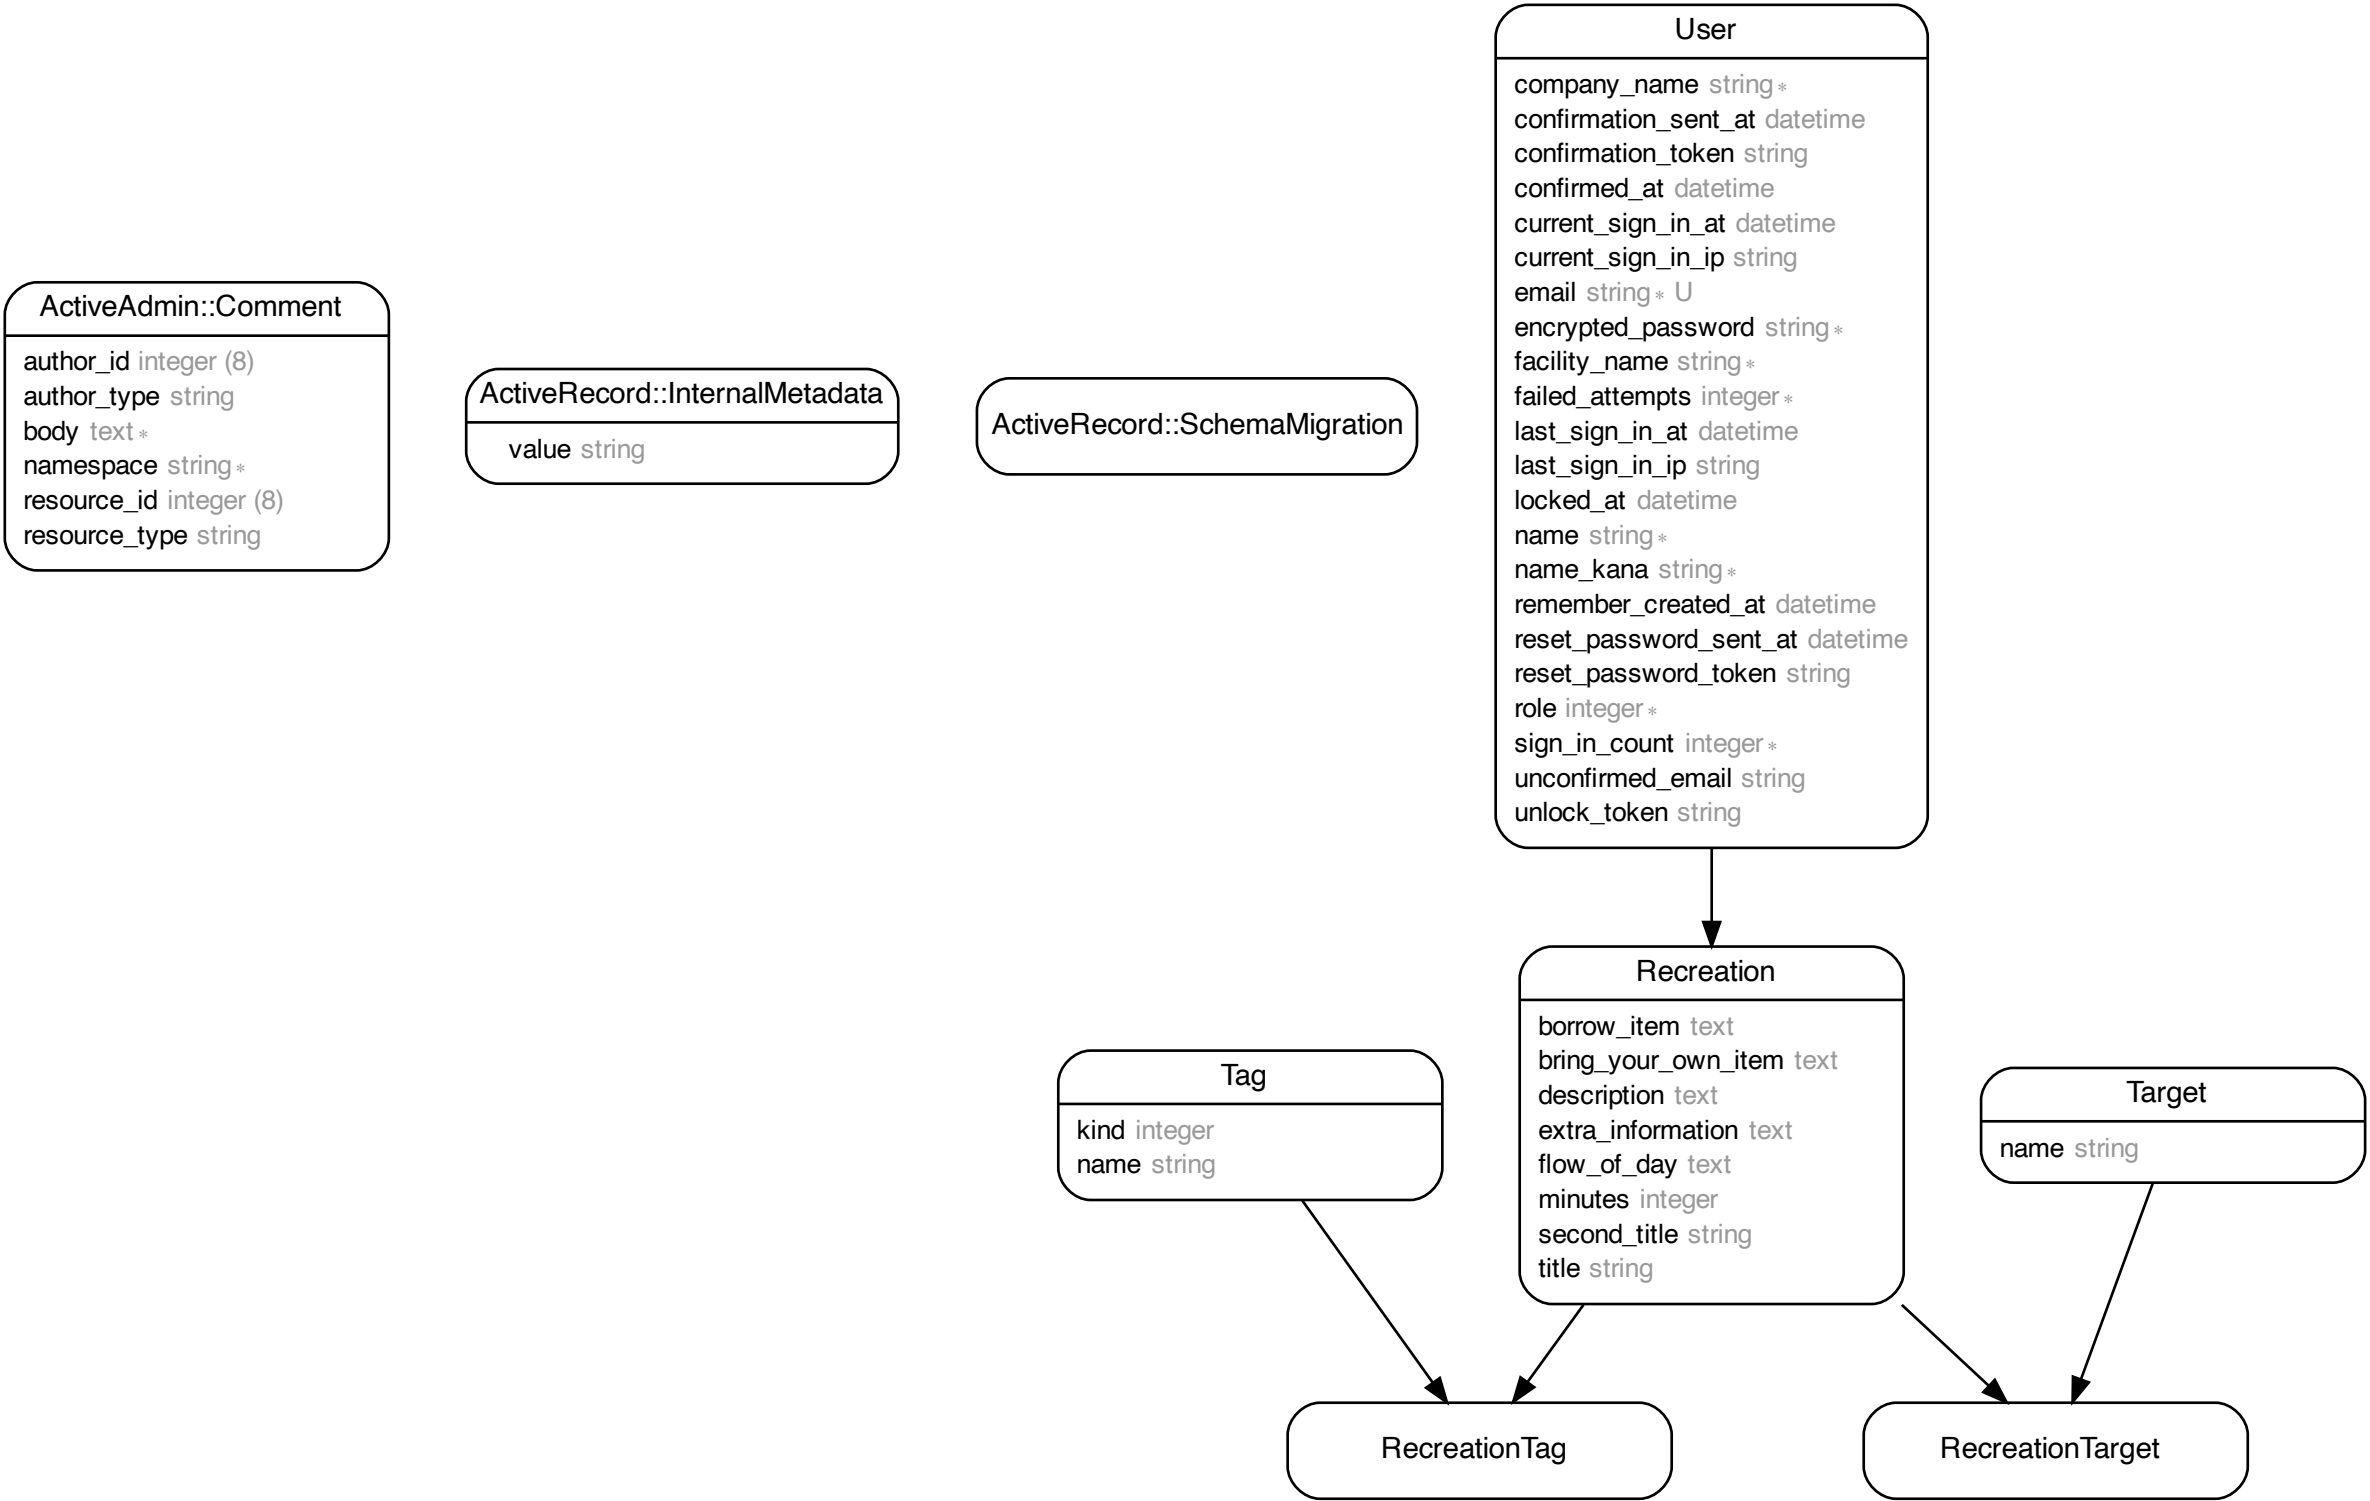 User
company_name string*
confirmation_sent_at datetime
confirmation_token string
confirmed_at datetime
current_sign_in_at datetime
current_sign_in_ip string
email string* U
encrypted_password string*
facility_name string*
failed_attempts integer*
last_sign_in_at datetime
last_sign_in_ip string
locked_at datetime
name string*
name_kana string*
remember_created_at datetime
reset_password_sent_at datetime
reset_password_token string
role integer*
sign_in_count integer*
unconfirmed_email string
unlock_token string
ActiveAdmin::Comment
author_id integer (8)
author_type string
body text*
namespace string*
resource_id integer (8)
resource_type string
ActiveRecord::InternalMetadata
value string
ActiveRecord::SchemaMigration
Recreation
borrow_item text
bring_your_own_item text
description text
extra_information text
flow_of_day text
minutes integer
second_title string
title string
Tag
kind integer
name string
Target
name string
RecreationTag
RecreationTarget